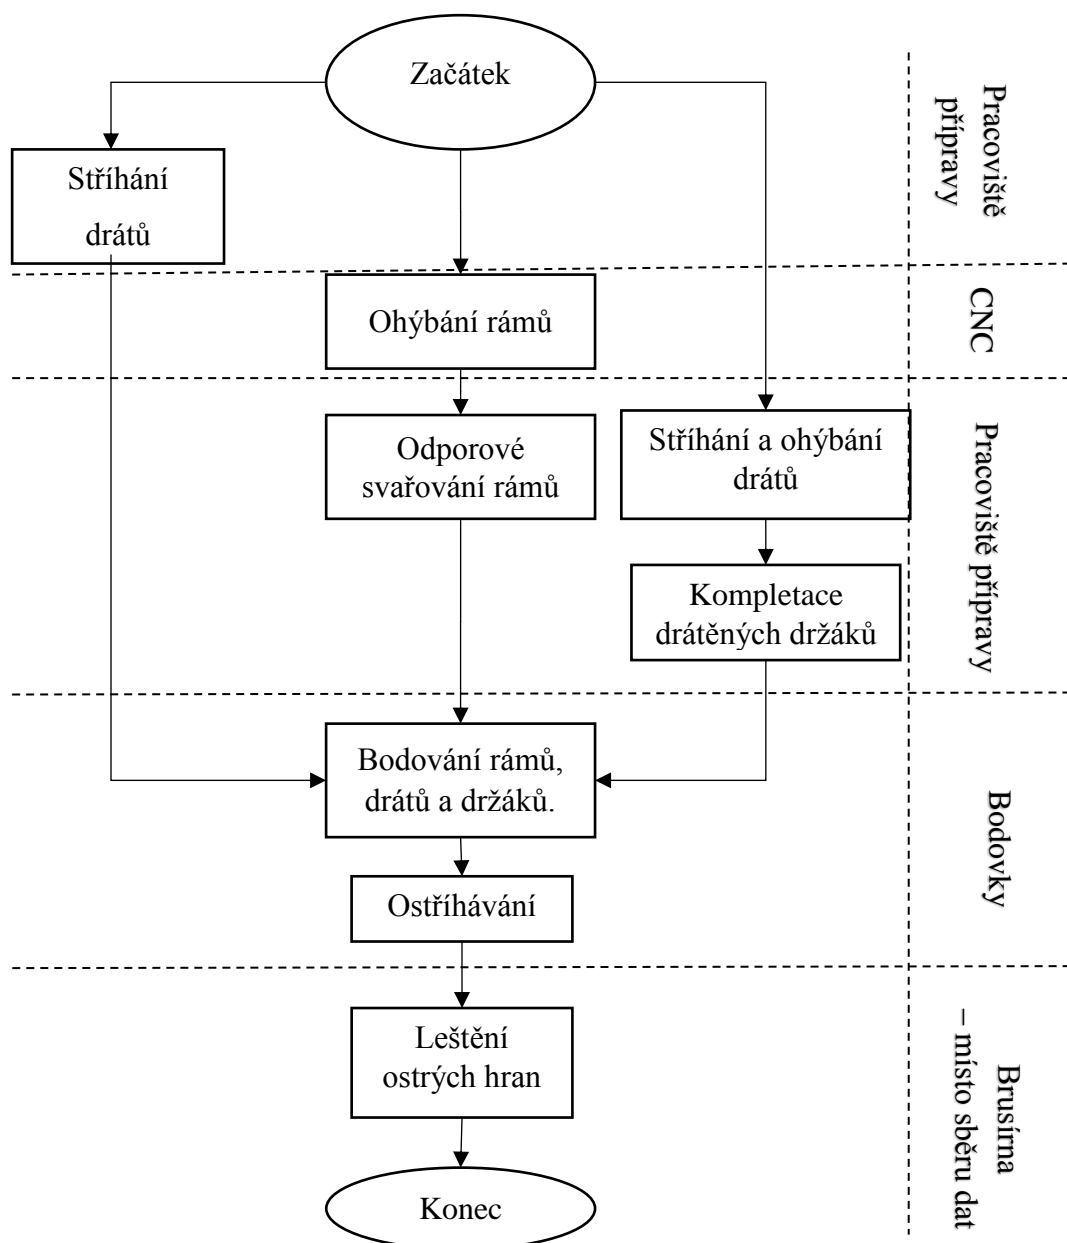 Začátek
Pracoviště
přípravy
Stříhání
drátů
Ohýbání rámů
CNC
Odporové
svařování rámů
Stříhání a ohýbání
drátů
Kompletace
drátěných držáků
Pracoviště přípravy
Bodování rámů,
drátů a držáků.
Ostříhávání
Bodovky
Leštění
ostrých hran
Konec
Brusírna
– místo sběru dat